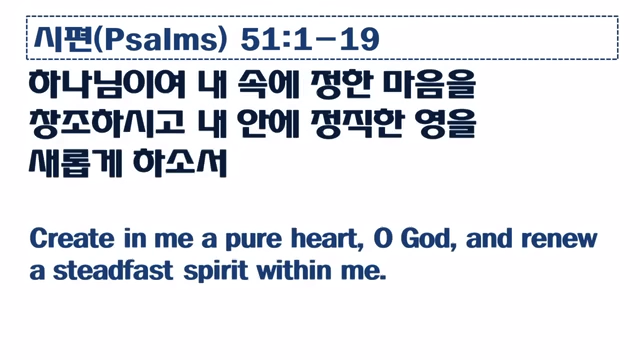 시편(Psalms) 51:1-19
하나님이여 내 속에 정한 마음을
창조하시고 내 안에 정직한 영을
새롭게 하소서
Create in me a pure heart, O God, and renew
a steadfast spirit within me.